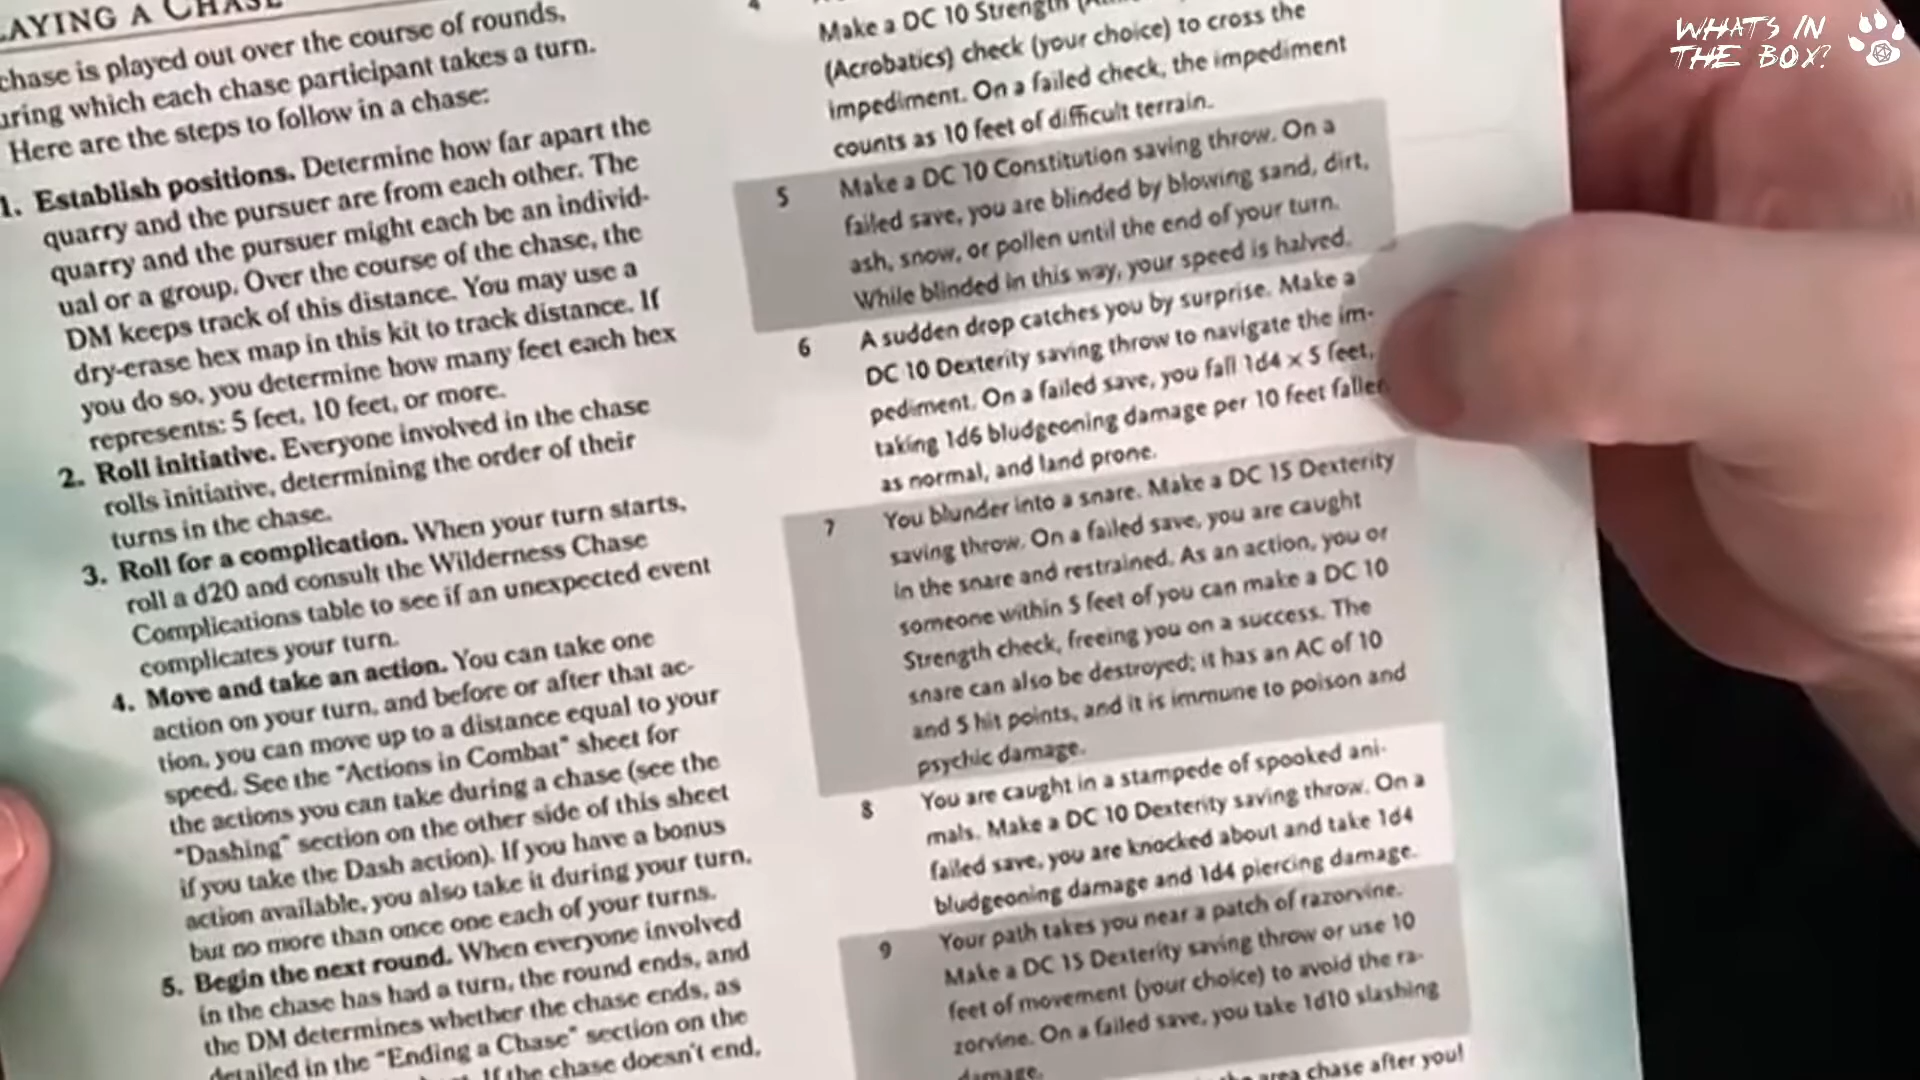 WHAT'S IN
THE BOX?
PLAYING A CHASE
chase is played out over the course of rounds,
uring which each chase participant takes a turn.
Here are the steps to follow in a chase:
1. Establish positions. Determine how far apart the
quarry and the pursuer are from each other. The
quarry and the pursuer might each be an individ-
ual or a group. Over the course of the chase, the
DM keeps track of this distance. You may use a
dry-erase hex map in this kit to track distance. If
you do so, you determine how many feet each hex
represents: 5 feet, 10 feet, or more.
2. Roll initiative. Everyone involved in the chase
rolls initiative, determining the order of their
turns in the chase.
3. Roll for a complication. When your turn starts,
roll a d20 and consult the Wilderness Chase
Complications table to see if an unexpected event
complicates your turn.
4. Move and take an action. You can take one
action on your turn, and before or after that ac-
tion, you can move up to a distance equal to your
speed. See the "Actions in Combat" sheet for
the actions you can take during a chase (see the
"Dashing" section on the other side of this sheet
if you take the Dash action). If you have a bonus
action available, you also take it during your turn,
but no more than once one each of your turns.
5. Begin the next round. When everyone involved
in the chase has had a turn, the round ends, and
the DM determines whether the chase ends, as
detailed in the "Ending a Chase" section on the
If the chase doesn't end,
4
Make a DC 10 Strength
(Acrobatics) check (your choice) to cross the
impediment. On a failed check, the impediment
counts as 10 feet of difficult terrain.
5 Make a DC 10 Constitution saving throw. On a
failed save, you are blinded by blowing sand, dirt,
ash, snow, or pollen until the end of your turn.
While blinded in this way, your speed is halved.
6 A sudden drop catches you by surprise. Make a
DC 10 Dexterity saving throw to navigate the im-
pediment. On a failed save, you fall 1d4 × 5 feet,
taking 1d6 bludgeoning damage per 10 feet fallen
as normal, and land prone.
7 You blunder into a snare. Make a DC 15 Dexterity
saving throw. On a failed save, you are caught
in the snare and restrained. As an action, you or
someone within 5 feet of you can make a DC 10
Strength check, freeing you on a success. The
snare can also be destroyed; it has an AC of 10
and 5 hit points, and it is immune to poison and
psychic damage.
8 You are caught in a stampede of spooked ani-
mals. Make a DC 10 Dexterity saving throw. On a
failed save, you are knocked about and take 1d4
bludgeoning damage and 1d4 piercing damage.
9 Your path takes you near a patch of razorvine.
Make a DC 15 Dexterity saving throw or use 10
feet of movement (your choice) to avoid the ra-
zorvine. On a failed save, you take 1d10 slashing
damage.
the area chase after you!